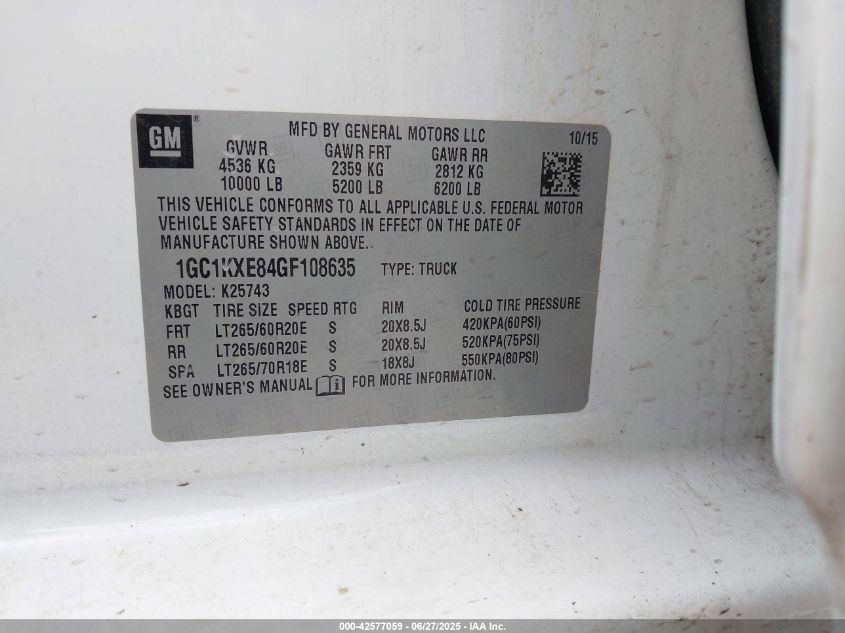 GM ®
MFD BY GENERAL MOTORS LLC 10/15
GVWR GAWR FRT GAWR RR
4536 KG 2359 KG 2812 KG
10000 LB 5200 LB 6200 LB
THIS VEHICLE CONFORMS TO ALL APPLICABLE U.S. FEDERAL MOTOR
VEHICLE SAFETY STANDARDS IN EFFECT ON THE DATE OF
MANUFACTURE SHOWN ABOVE.
1GC1KXE84GF108635 TYPE: TRUCK
MODEL: K25743
KBGT TIRE SIZE SPEED RTG RIM COLD TIRE PRESSURE
FRT LT265/60R20E S 20X8.5J 420KPA(60PSI)
RR LT265/60R20E S 20X8.5J 520KPA(75PSI)
SPA LT265/70R18E S 18X8J 550KPA(80PSI)
SEE OWNER'S MANUAL FOR MORE INFORMATION.
000-42577059 - 06/27/2025 - IAA Inc.